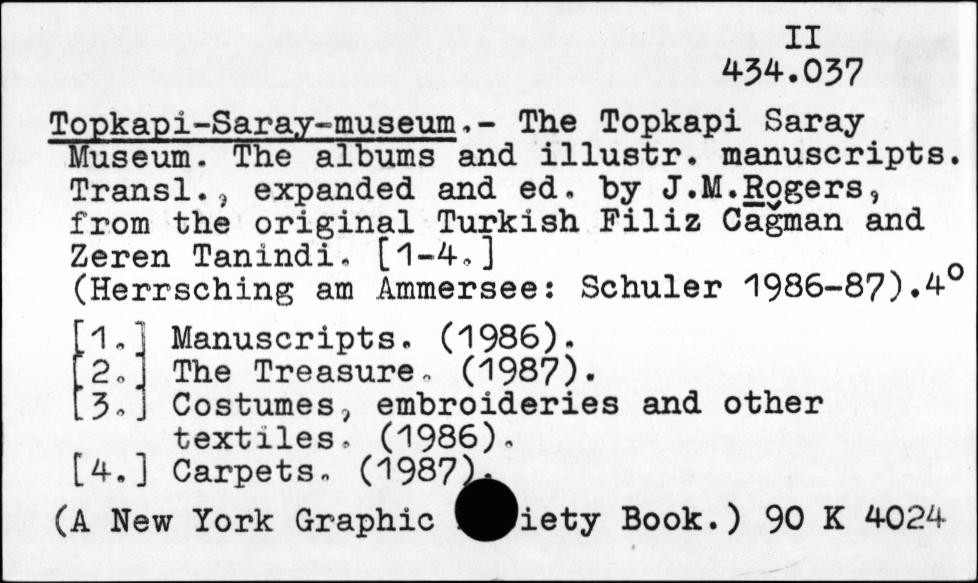 II
434.037
Topkapi-Saray-museum.- The Topkapi Saray
Museum. The albums and illustr. manuscripts.
Transl., expanded and ed. by J.M.Rogers,
from the original Turkish Filiz Cağman and
Zeren Tanindi. [1-4.]
(Herrsching am Ammersee: Schuler 1986-87).4°
[1.] Manuscripts. (1986).
[2.] The Treasure. (1987).
[3.] Costumes, embroideries and other
textiles. (1986).
[4.] Carpets. (1987).
(A New York Graphic iety Book.) 90 K 4024